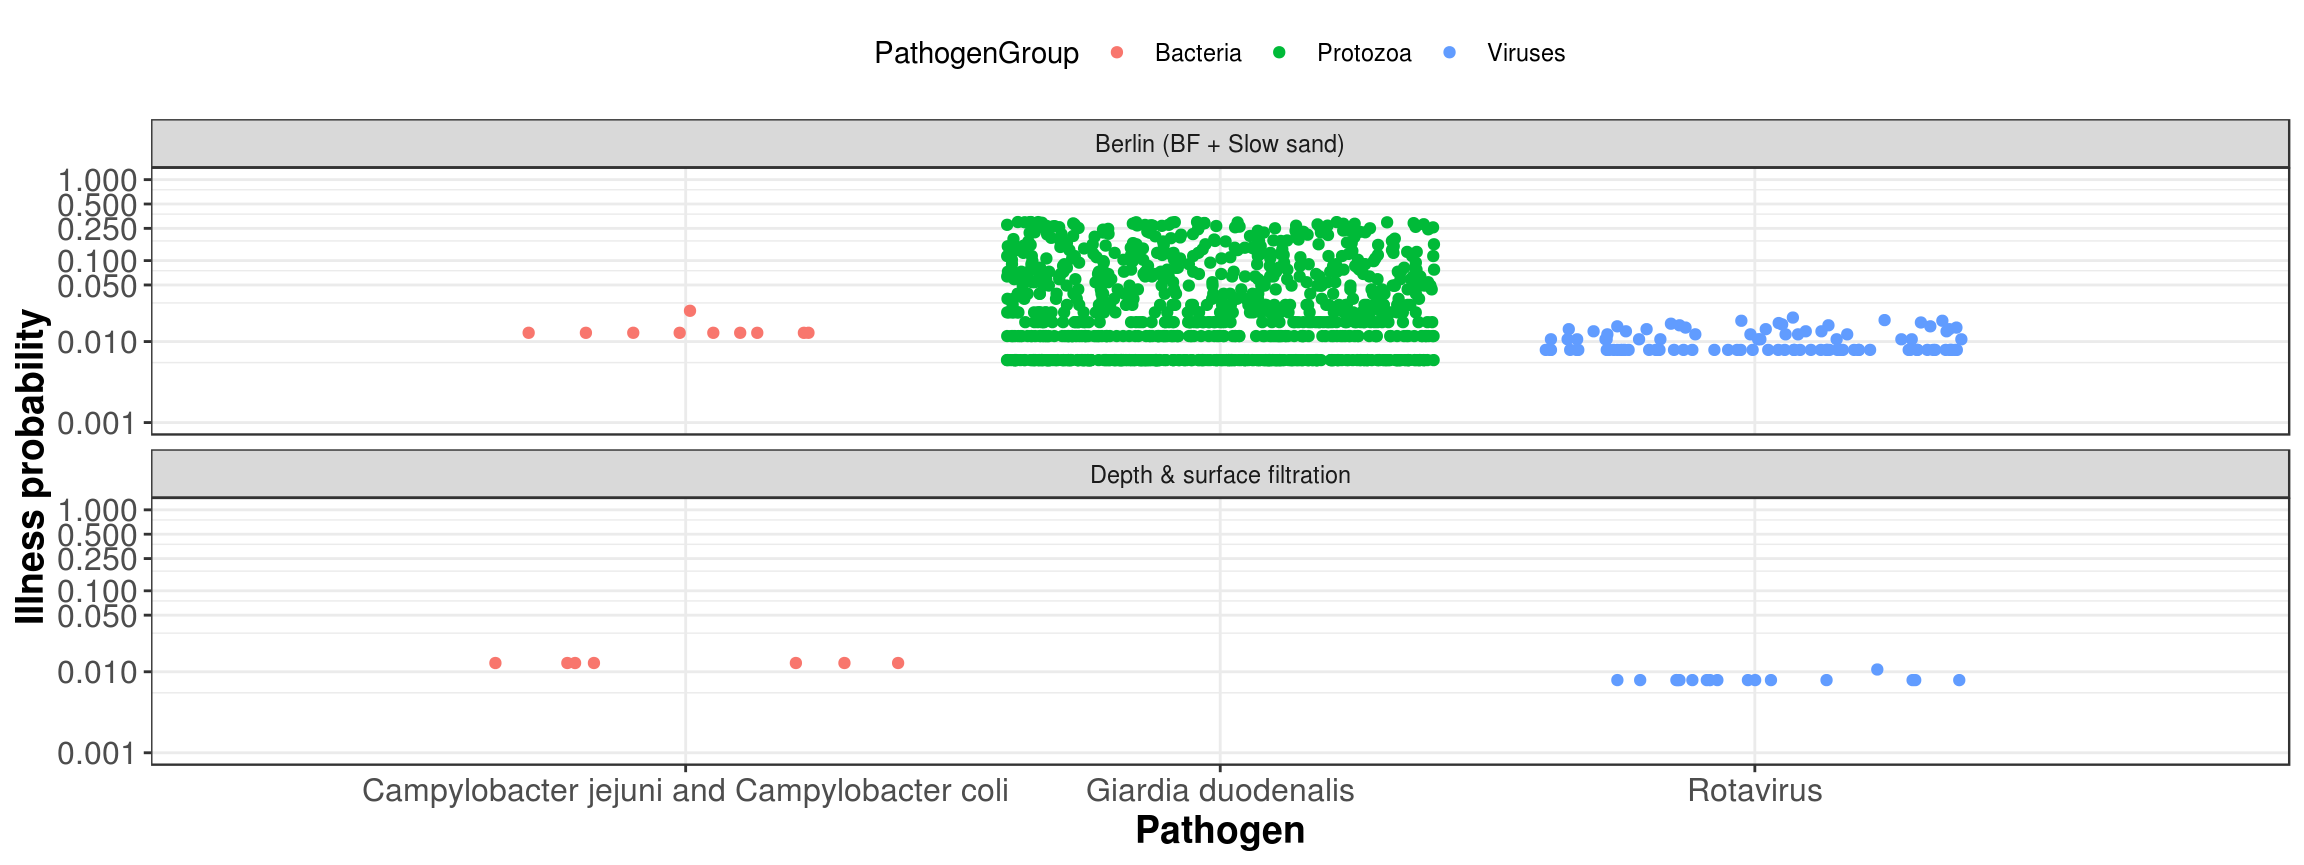 PathogenGroup Bacteria Protozoa Viruses
Berlin (BF + Slow sand)
1.000
0.500
0.250
0.100
0.050
0.010
0.001
Depth & surface filtration
1.000
0.500
0.250
0.100
0.050
0.010
0.001
Illness probability
Campylobacter jejuni and Campylobacter coli Giardia duodenalis Rotavirus
Pathogen